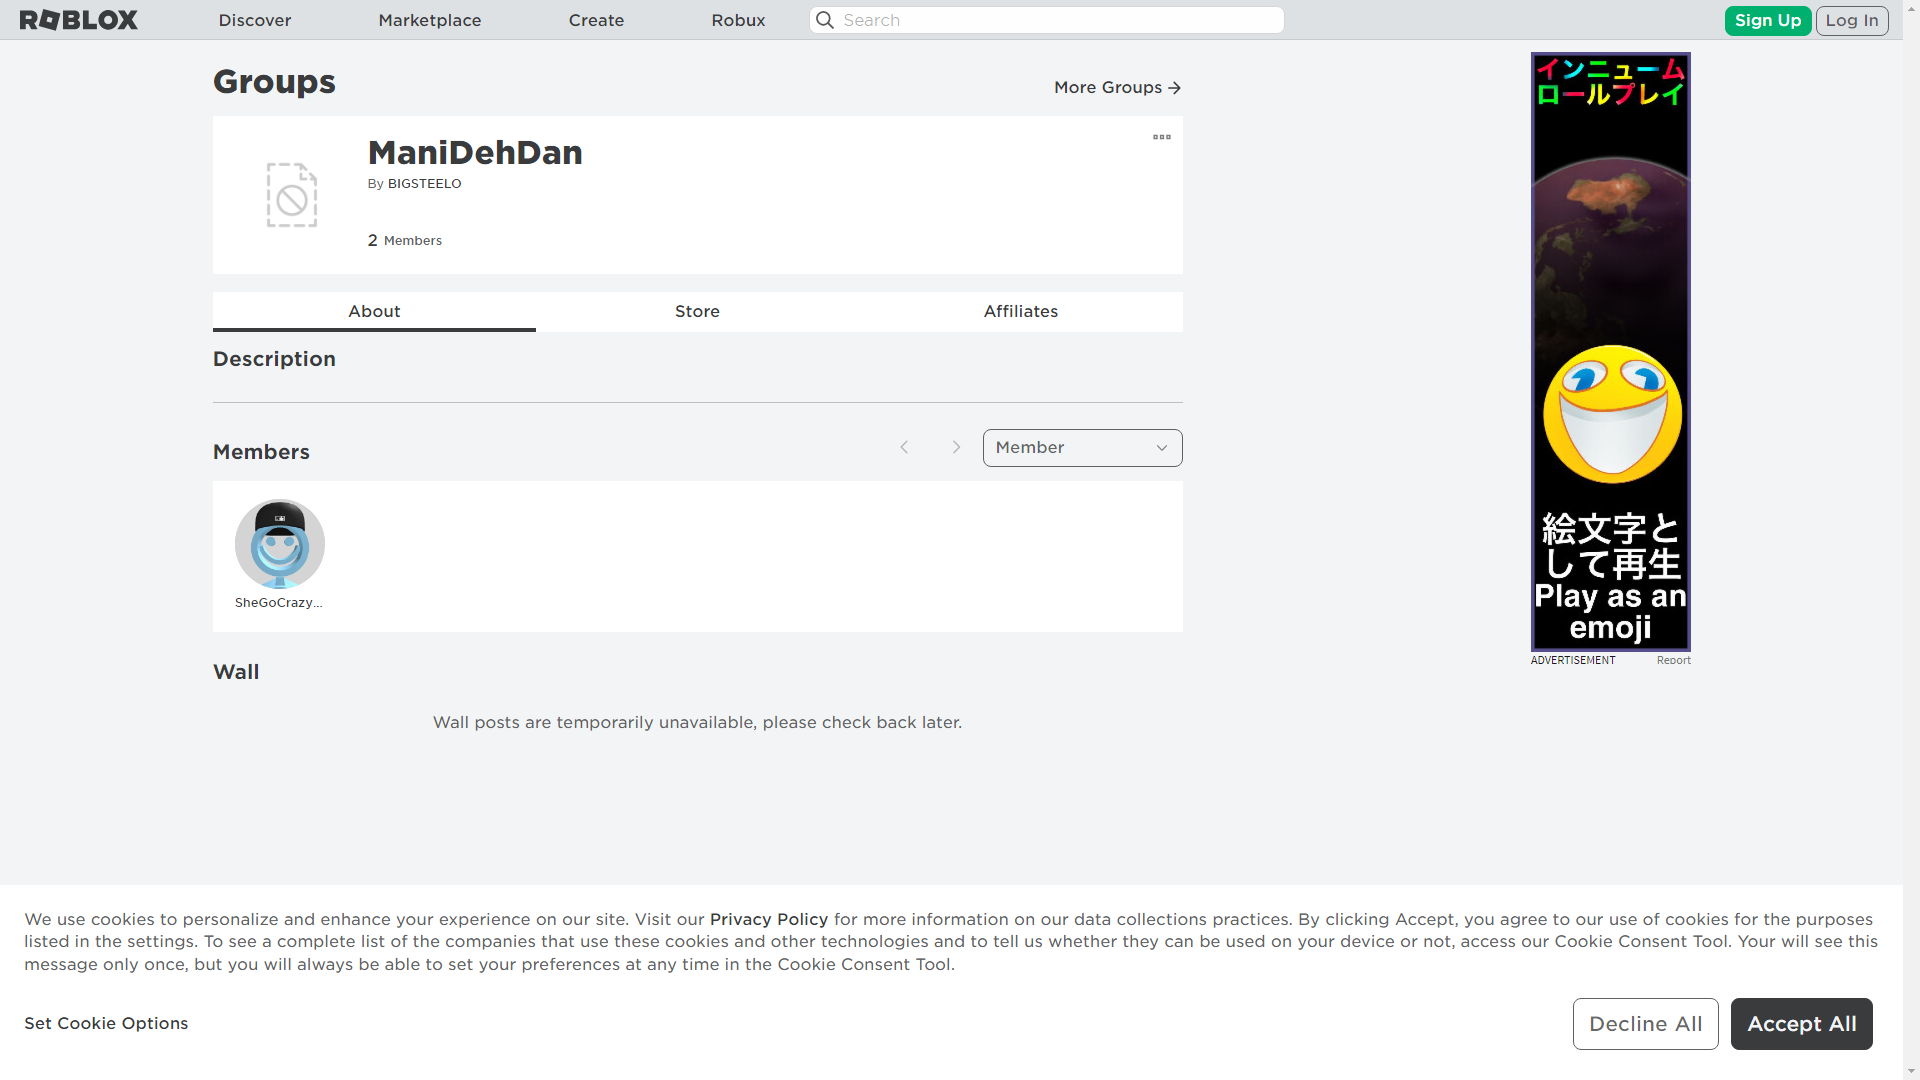 ROBLOX
Discover
Marketplace
Create
Robux
Search
Sign Up
Log In
Groups
More Groups
ManiDehDan
By BIGSTEELO
2 Members
About
Store
Affiliates
Description
Members
Member
SheGoCrazy...
Wall
Wall posts are temporarily unavailable, please check back later.
インニューム
ロールプレイ
絵文字と
して再生
Play as an
emoji
ADVERTISEMENT
Report
We use cookies to personalize and enhance your experience on our site. Visit our Privacy Policy for more information on our data collections practices. By clicking Accept, you agree to our use of cookies for the purposes
listed in the settings. To see a complete list of the companies that use these cookies and other technologies and to tell us whether they can be used on your device or not, access our Cookie Consent Tool. Your will see this
message only once, but you will always be able to set your preferences at any time in the Cookie Consent Tool.
Set Cookie Options
Decline All
Accept All